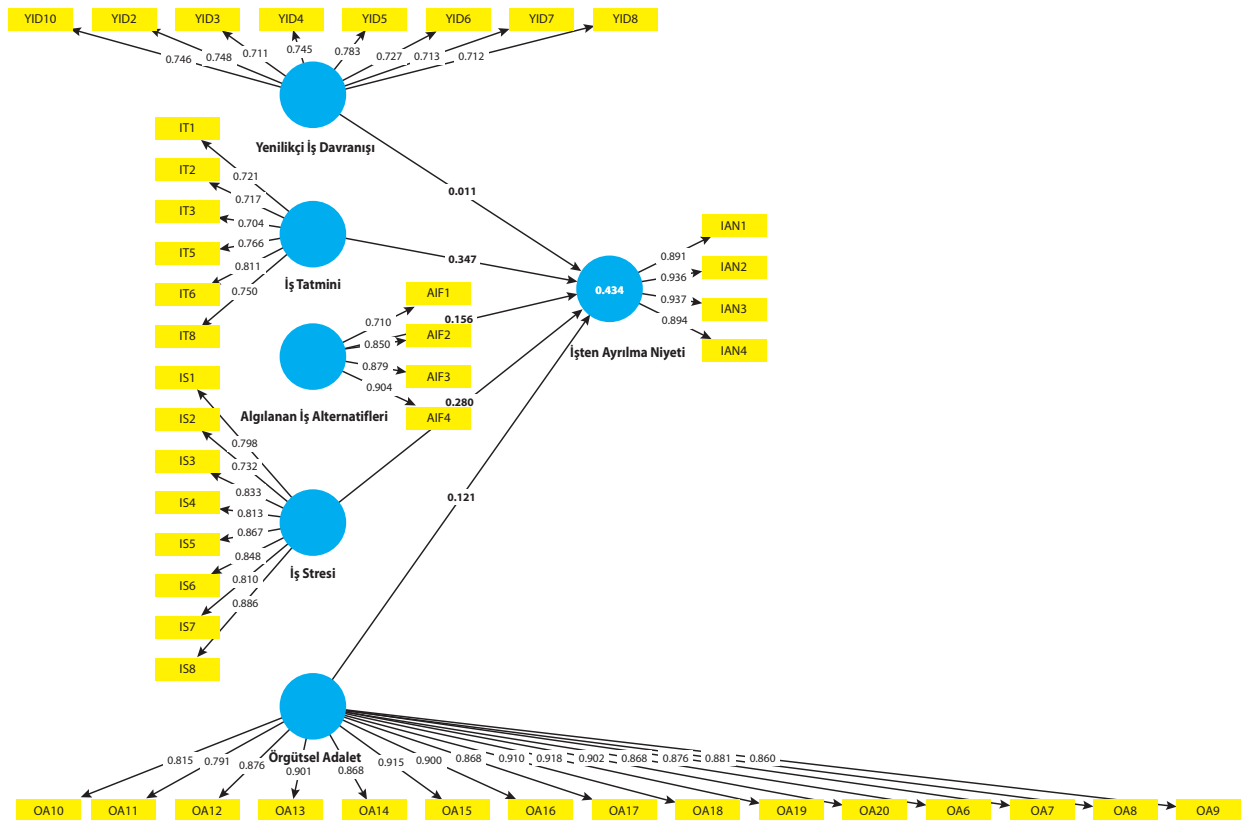 YID10 YID2 YID3 YID4 YID5 YID6 YID7 YID8
0.746 0.748 0.711 0.745 0.783 0.727 0.713 0.712
Yenilikçi İş Davranışı
0.011
IT1
IT2
IT3
IT5
IT6
IT8
0.721
0.717
0.704
0.766
0.811
0.750
İş Tatmini
0.347
AIF1
AIF2
AIF3
AIF4
0.710
0.850
0.879
0.904
0.156
Algılanan İş Alternatifleri
0.280
IS1
IS2
IS3
IS4
IS5
IS6
IS7
IS8
0.798
0.732
0.833
0.813
0.867
0.848
0.810
0.886
İş Stresi
0.121
0.434
İşten Ayrılma Niyeti
0.891
0.936
0.937
0.894
IAN1
IAN2
IAN3
IAN4
Örgütsel Adalet
0.815 0.791 0.876 0.901 0.868 0.915 0.900 0.868 0.910 0.918 0.902 0.868 0.876 0.881 0.860
OA10 OA11 OA12 OA13 OA14 OA15 OA16 OA17 OA18 OA19 OA20 OA6 OA7 OA8 OA9